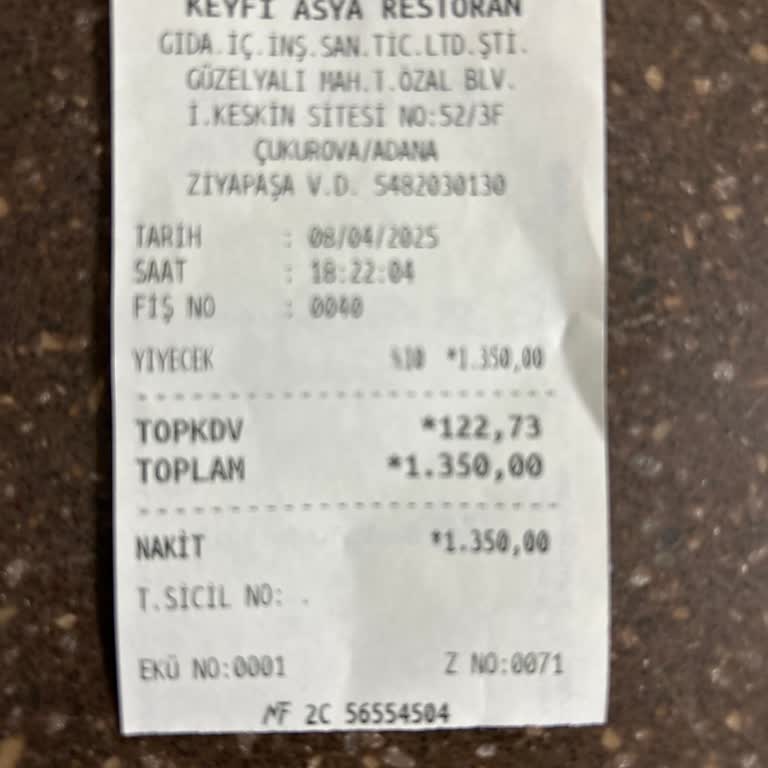 KEYFİ ASYA RESTORAN
GIDA.İÇ.İNŞ.SAN.TİC.LTD.ŞTİ.
GÜZELYALI MAH.T.ÖZAL BLV.
İ.KESKİN SİTESİ NO:52/3F
ÇUKUROVA/ADANA
ZİYAPAŞA V.D. 5482030130
TARİH : 08/04/2025
SAAT : 18:22:04
FİŞ NO : 0040
YİYECEK %10 *1.350,00
TOPKDV *122,73
TOPLAM *1.350,00
NAKİT *1.350,00
T.SİCİL NO: .
EKÜ NO:0001 Z NO:0071
MF 2C 56554504